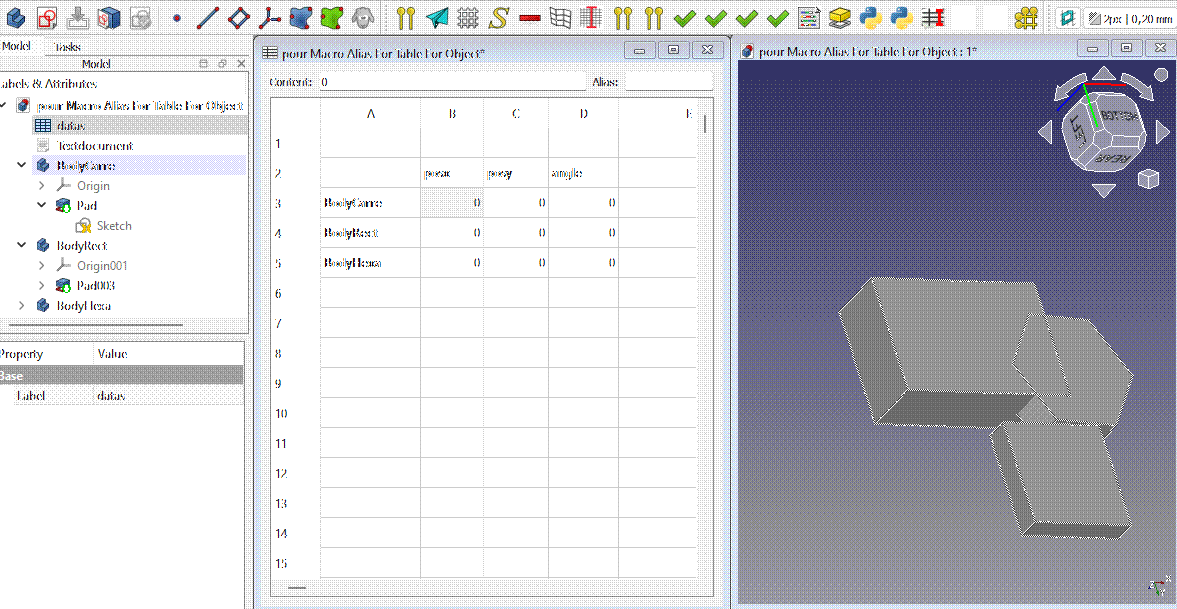 2px | 0,20 mm
Model Tasks
Model
Labels & Attributes
pour Macro Alias For Table For Object
datas
Textdocument
BodyCarre
Origin
Pad
Sketch
BodyRect
Origin001
Pad003
BodyHexa
Property Value
Base
Label datas
pour Macro Alias For Table For Object*
Content: 0 Alias:
A B C D E
1
2 posx posy angle
3 BodyCarre 0 0 0
4 BodyRect 0 0 0
5 BodyHexa 0 0 0
6
7
8
9
10
11
12
13
14
15
pour Macro Alias For Table For Object : 1*
LEFT
BOTTOM
REAR
Z X
Y